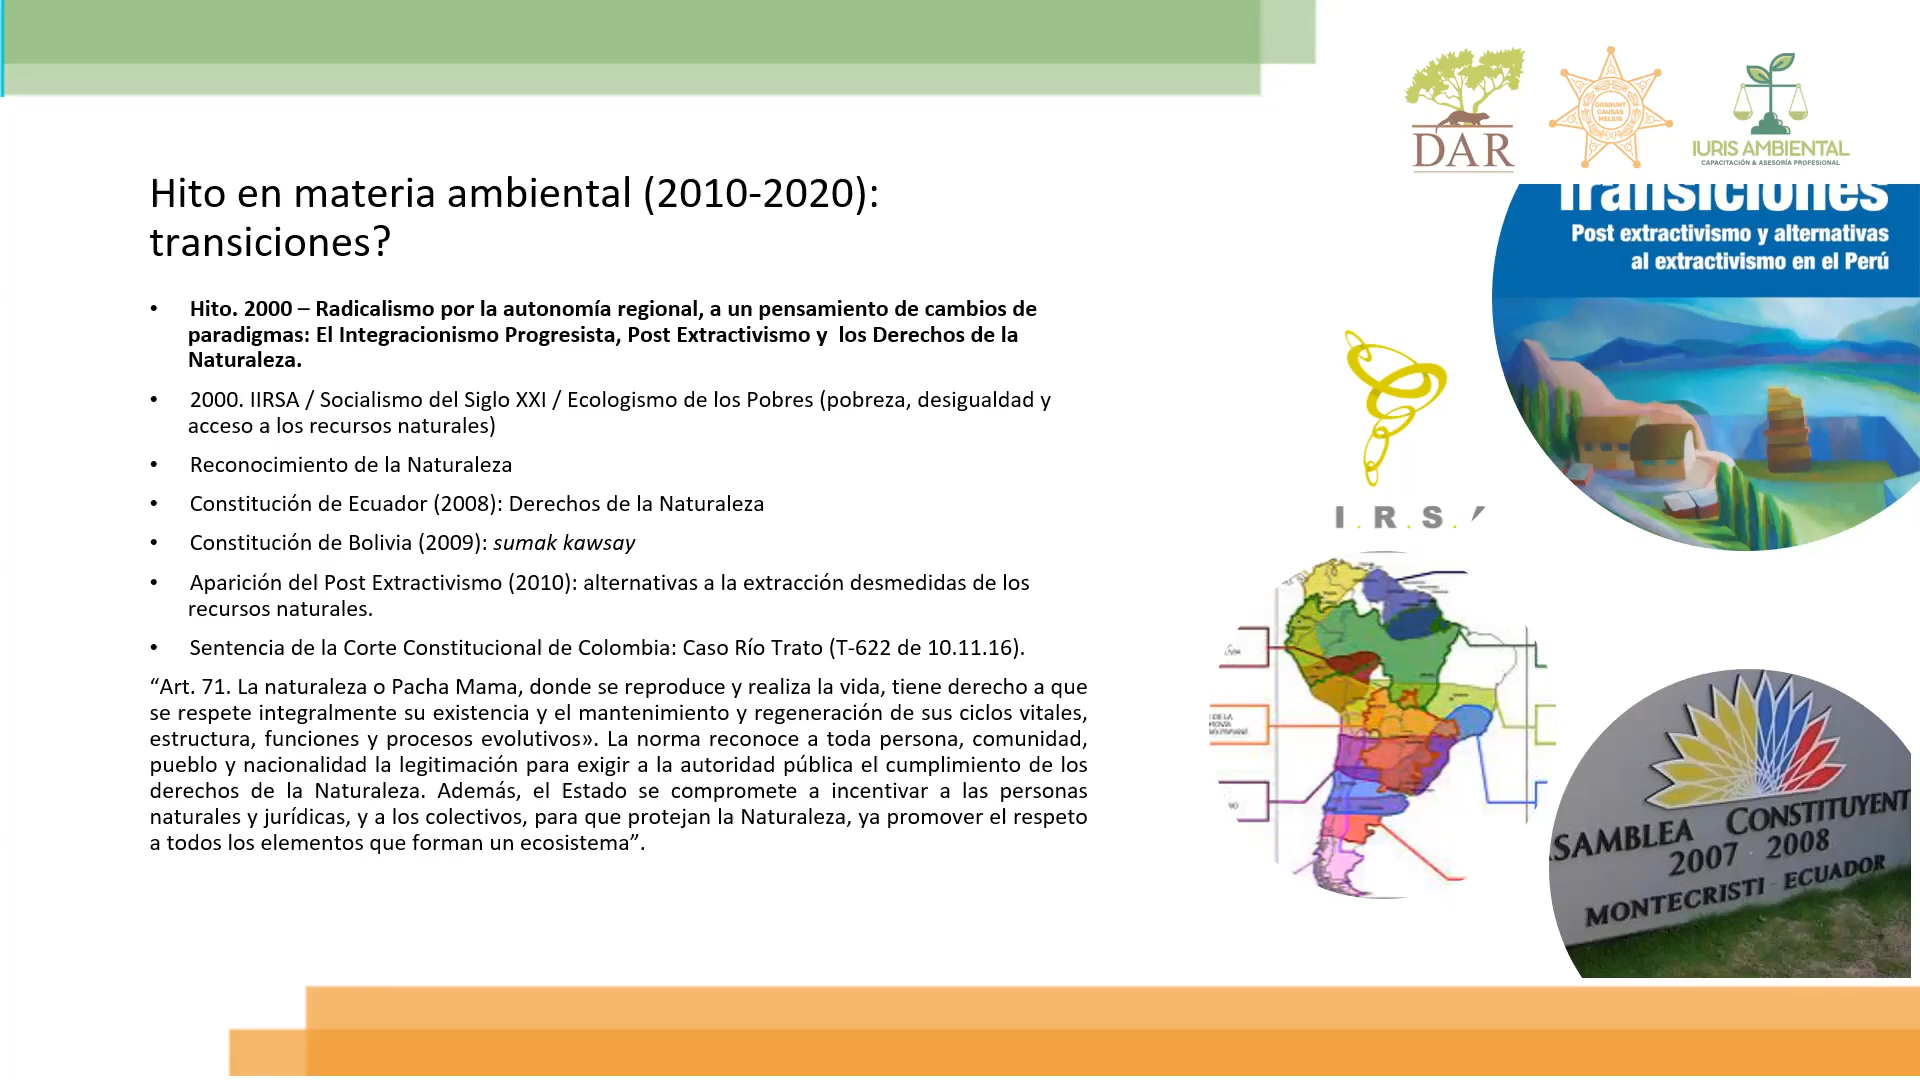 DAR
ORABUNT
CAUSAS
MELIUS
IURIS AMBIENTAL
CAPACITACIÓN & ASESORÍA PROFESIONAL
Hito en materia ambiental (2010-2020):
transiciones?
• Hito. 2000 – Radicalismo por la autonomía regional, a un pensamiento de cambios de
paradigmas: El Integracionismo Progresista, Post Extractivismo y los Derechos de la
Naturaleza.
• 2000. IIRSA / Socialismo del Siglo XXI / Ecologismo de los Pobres (pobreza, desigualdad y
acceso a los recursos naturales)
• Reconocimiento de la Naturaleza
• Constitución de Ecuador (2008): Derechos de la Naturaleza
• Constitución de Bolivia (2009): sumak kawsay
• Aparición del Post Extractivismo (2010): alternativas a la extracción desmedidas de los
recursos naturales.
• Sentencia de la Corte Constitucional de Colombia: Caso Río Trato (T-622 de 10.11.16).
“Art. 71. La naturaleza o Pacha Mama, donde se reproduce y realiza la vida, tiene derecho a que
se respete integralmente su existencia y el mantenimiento y regeneración de sus ciclos vitales,
estructura, funciones y procesos evolutivos». La norma reconoce a toda persona, comunidad,
pueblo y nacionalidad la legitimación para exigir a la autoridad pública el cumplimiento de los
derechos de la Naturaleza. Además, el Estado se compromete a incentivar a las personas
naturales y jurídicas, y a los colectivos, para que protejan la Naturaleza, ya promover el respeto
a todos los elementos que forman un ecosistema”.
Transiciones
Post extractivismo y alternativas
al extractivismo en el Perú
I.R.S.
DE LA
SAMBLEA CONSTITUYENT
2007 2008
MONTECRISTI ECUADOR